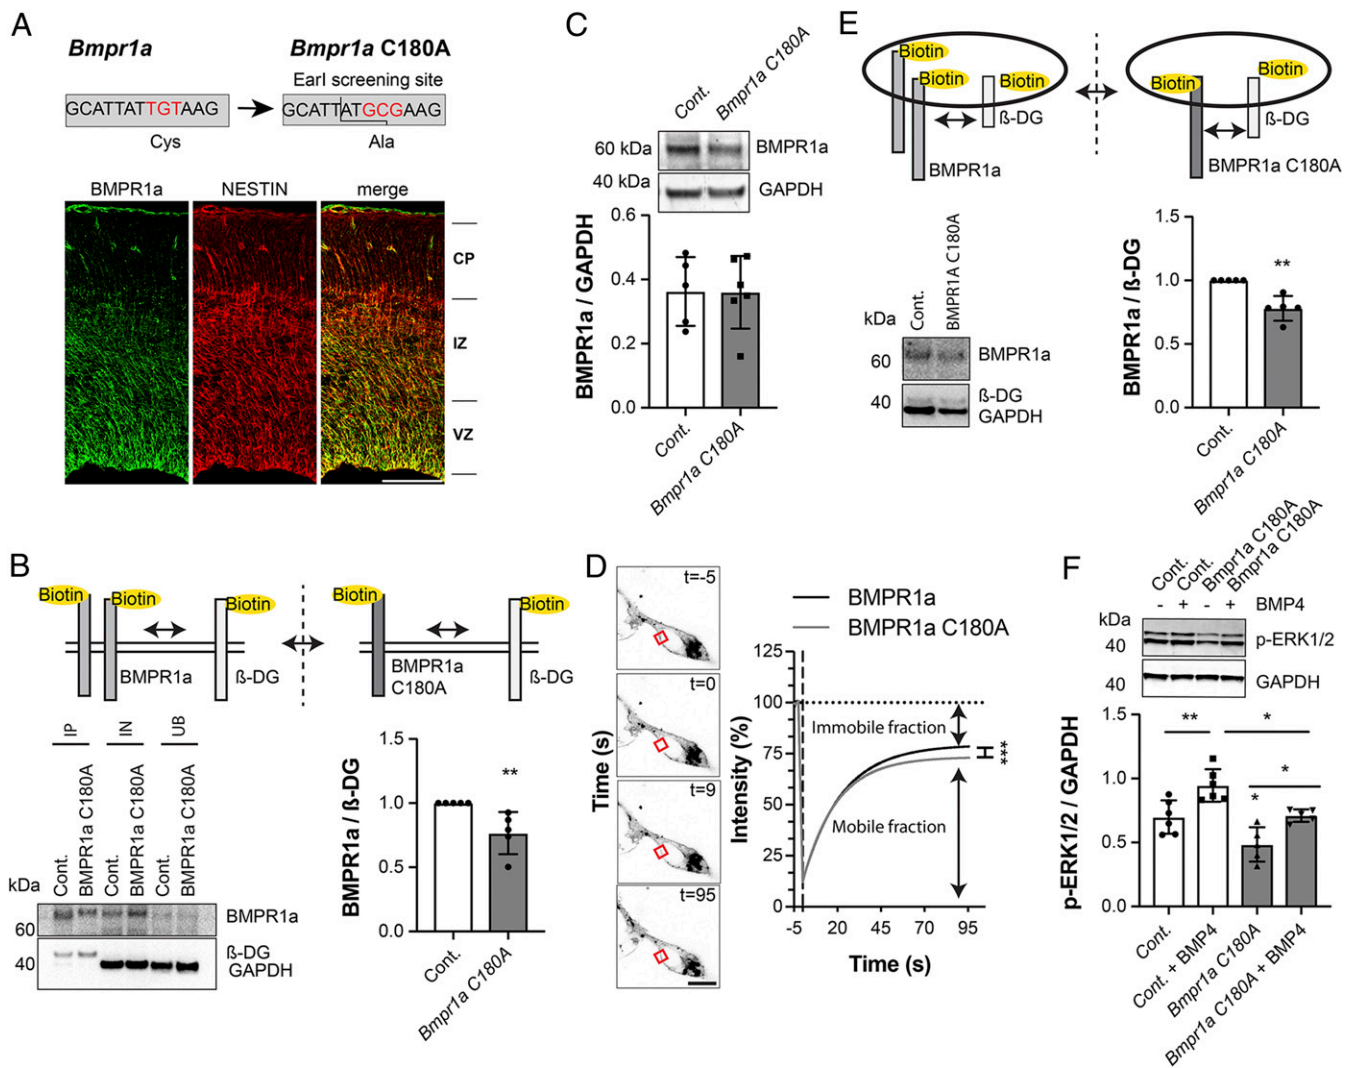 A
Bmpr1a
Bmpr1a C180A
EarI screening site
GCATTATTGTAAG
GCATTATGCGAAG
Cys
Ala
BMPR1a
NESTIN
merge
CP
IZ
VZ
B
Biotin
Biotin
Biotin
Biotin
Biotin
BMPR1a
ß-DG
BMPR1a
C180A
ß-DG
IP
IN
UB
Cont.
BMPR1a C180A
Cont.
BMPR1a C180A
Cont.
BMPR1a C180A
kDa
60
40
BMPR1a
ß-DG
GAPDH
BMPR1a / ß-DG
1.5
1.0
0.5
0.0
**
Cont.
Bmpr1a C180A
C
Cont.
Bmpr1a C180A
60 kDa
BMPR1a
40 kDa
GAPDH
BMPR1a / GAPDH
0.6
0.4
0.2
0.0
Cont.
Bmpr1a C180A
D
Time (s)
t=-5
t=0
t=9
t=95
BMPR1a
BMPR1a C180A
Intensity (%)
125
100
75
50
25
0
Immobile fraction
Mobile fraction
***
-5
20
45
70
95
Time (s)
E
Biotin
Biotin
Biotin
Biotin
Biotin
ß-DG
BMPR1a
ß-DG
BMPR1a C180A
Cont.
BMPR1A C180A
kDa
60
40
BMPR1a
ß-DG
GAPDH
BMPR1a / ß-DG
1.5
1.0
0.5
0.0
**
Cont.
Bmpr1a C180A
F
Cont.
Cont.
Bmpr1a C180A
Bmpr1a C180A
- + - + BMP4
kDa
40
p-ERK1/2
40
GAPDH
p-ERK1/2 / GAPDH
1.5
1.0
0.5
0.0
**
*
*
*
Cont.
Cont. + BMP4
Bmpr1a C180A
Bmpr1a C180A + BMP4